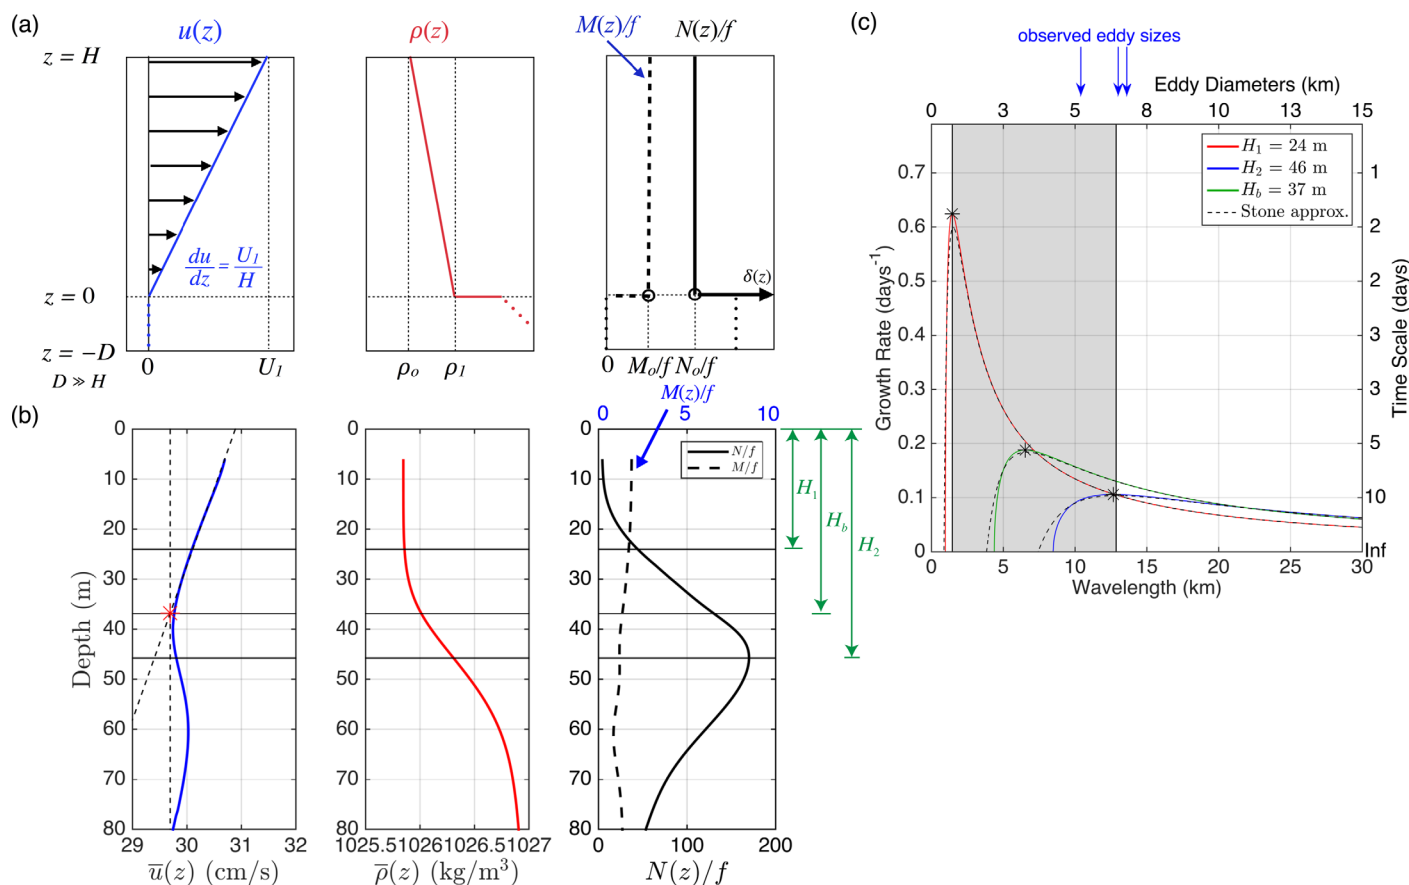 (a)
u(z)
z = H
du/dz = U₁/H
z = 0
z = −D
D ≫ H
0
U₁
ρ(z)
ρₒ
ρ₁
M(z)/f
N(z)/f
δ(z)
0
Mₒ/f
Nₒ/f
(b)
0
10
20
30
40
50
60
70
80
Depth (m)
29
30
31
32
u̅(z) (cm/s)
0
10
20
30
40
50
60
70
80
1025.5
1026
1026.5
1027
ρ̅(z) (kg/m³)
M(z)/f
0
5
10
N/f
M/f
0
10
20
30
40
50
60
70
80
0
100
200
N(z)/f
H₁
H_b
H₂
(c)
observed eddy sizes
Eddy Diameters (km)
0
3
5
8
10
13
15
H₁ = 24 m
H₂ = 46 m
H_b = 37 m
Stone approx.
0.7
0.6
0.5
0.4
0.3
0.2
0.1
0
Growth Rate (days⁻¹)
1
2
2
3
3
5
10
Inf
Time Scale (days)
0
5
10
15
20
25
30
Wavelength (km)